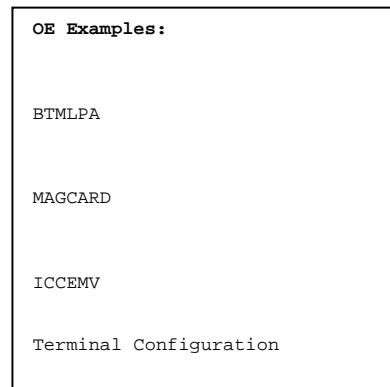 OE Examples:
BTMLPA
MAGCARD
ICCEMV
Terminal Configuration